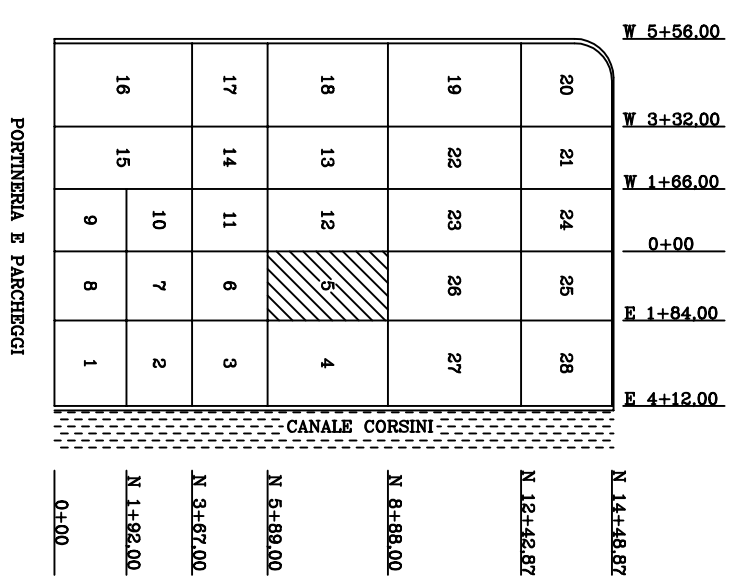 W 5+56.00
16
17
18
19
20
W 3+32.00
15
14
13
22
21
W 1+66.00
9
10
11
12
23
24
0+00
8
7
6
5
26
25
E 1+84.00
1
2
3
4
27
28
E 4+12.00
PORTINERIA E PARCHEGGI
CANALE CORSINI
0+00
N 1+92.00
N 3+67.00
N 5+89.00
N 8+88.00
N 12+42.87
N 14+48.87